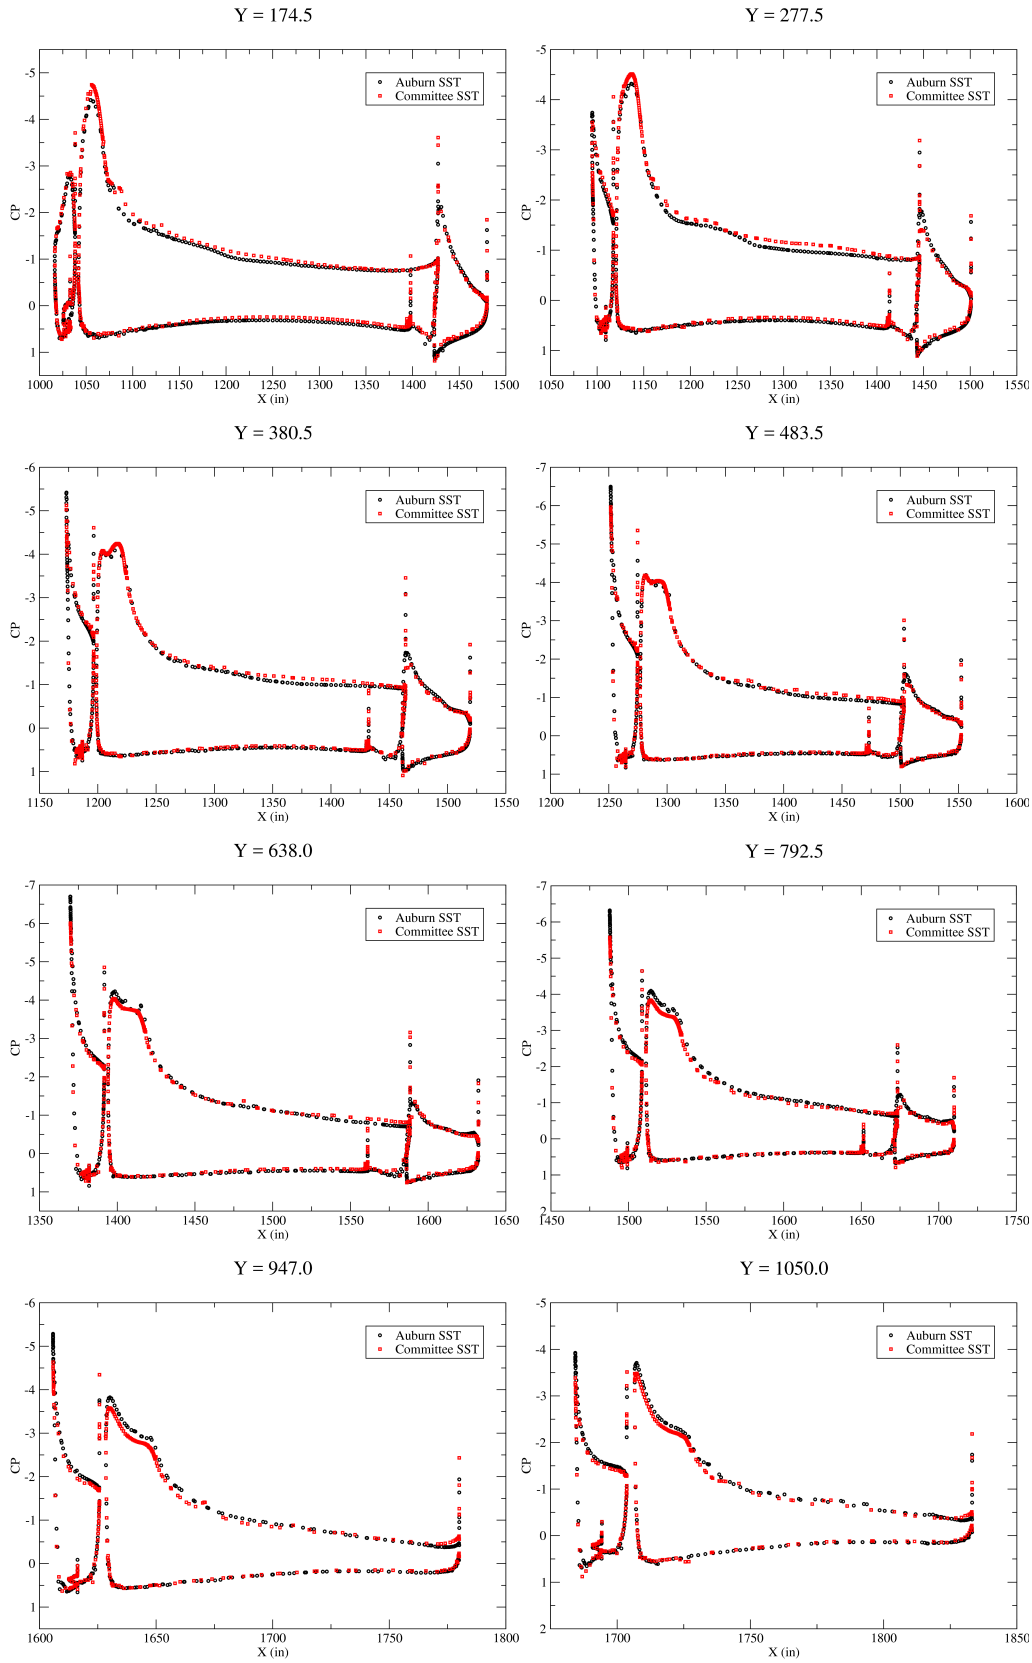 Y = 174.5
-5
-4
-3
-2
-1
0
1
CP
1000 1050 1100 1150 1200 1250 1300 1350 1400 1450 1500
X (in)
Auburn SST
Committee SST
Y = 277.5
-5
-4
-3
-2
-1
0
1
CP
1050 1100 1150 1200 1250 1300 1350 1400 1450 1500 1550
X (in)
Auburn SST
Committee SST
Y = 380.5
-6
-5
-4
-3
-2
-1
0
1
CP
1150 1200 1250 1300 1350 1400 1450 1500 1550
X (in)
Auburn SST
Committee SST
Y = 483.5
-7
-6
-5
-4
-3
-2
-1
0
1
CP
1200 1250 1300 1350 1400 1450 1500 1550 1600
X (in)
Auburn SST
Committee SST
Y = 638.0
-7
-6
-5
-4
-3
-2
-1
0
1
CP
1350 1400 1450 1500 1550 1600 1650
X (in)
Auburn SST
Committee SST
Y = 792.5
-7
-6
-5
-4
-3
-2
-1
0
1
2
CP
1450 1500 1550 1600 1650 1700 1750
X (in)
Auburn SST
Committee SST
Y = 947.0
-6
-5
-4
-3
-2
-1
0
1
CP
1600 1650 1700 1750 1800
X (in)
Auburn SST
Committee SST
Y = 1050.0
-5
-4
-3
-2
-1
0
1
2
CP
1700 1750 1800 1850
X (in)
Auburn SST
Committee SST